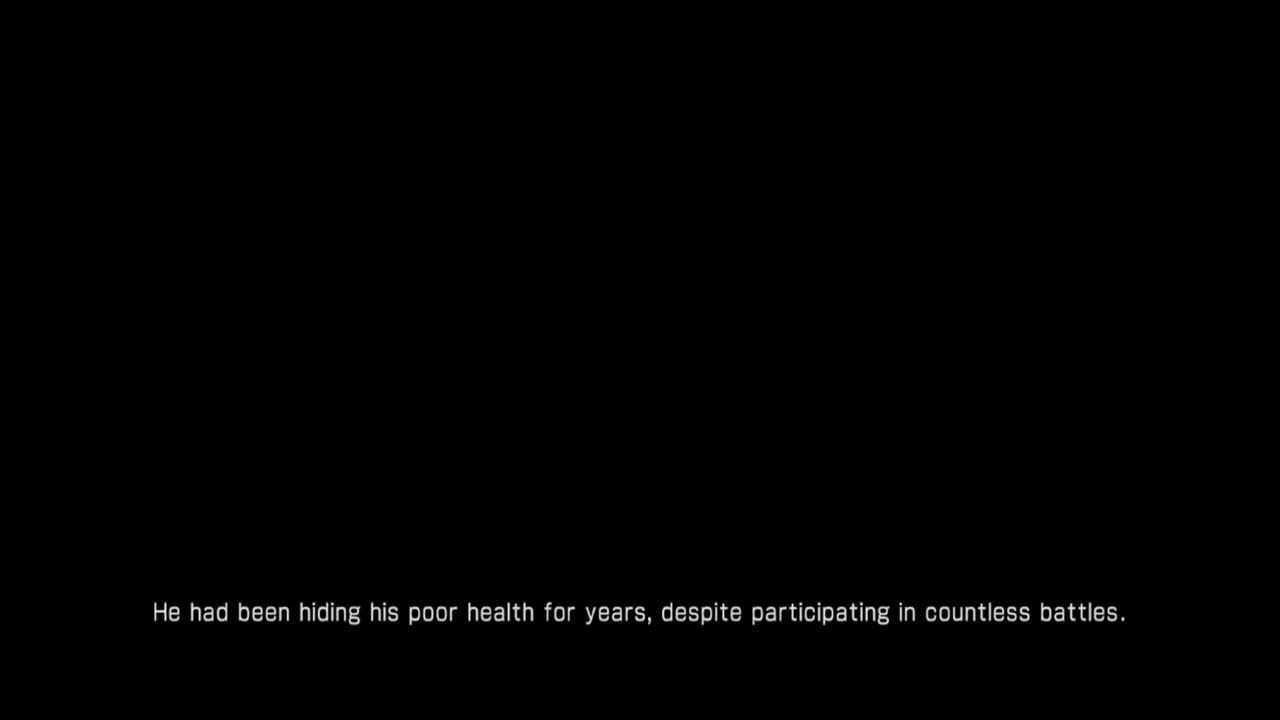 He had been hiding his poor health for years, despite participating in countless battles.